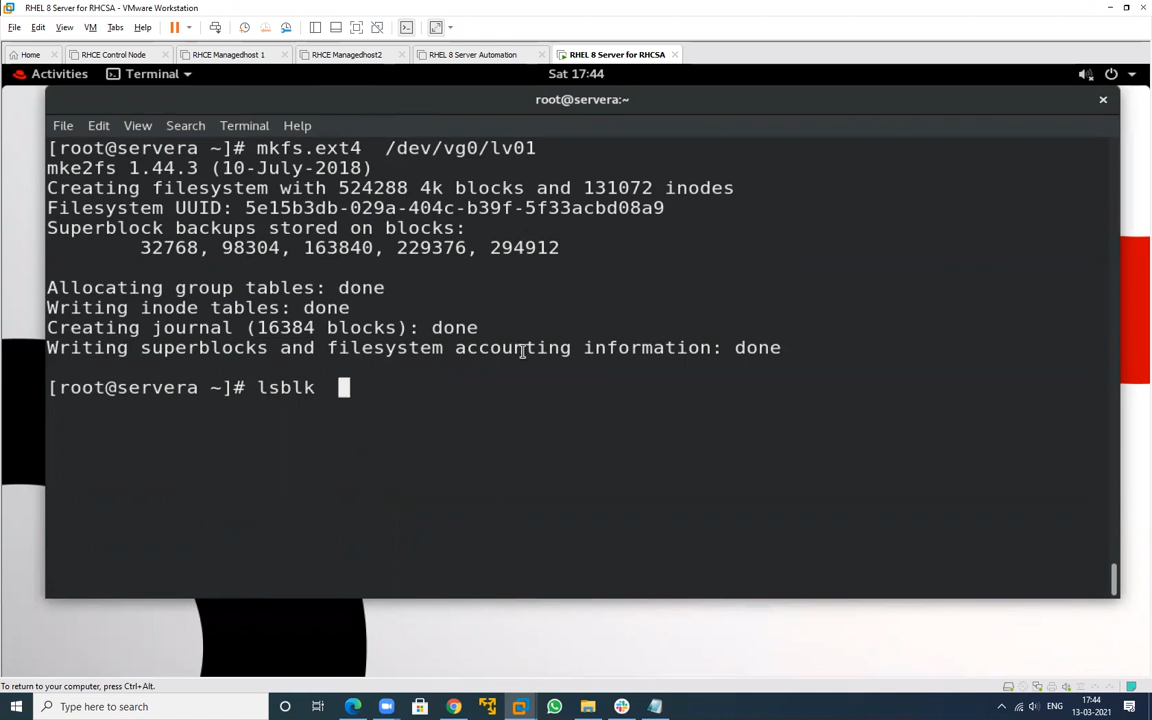 RHEL 8 Server for RHCSA - VMware Workstation
File Edit View VM Tabs Help
Home RHCE Control Node RHCE Managedhost 1 RHCE Managedhost2 RHEL 8 Server Automation RHEL 8 Server for RHCSA
Activities Terminal Sat 17:44
root@servera:~
File Edit View Search Terminal Help
[root@servera ~]# mkfs.ext4  /dev/vg0/lv01
mke2fs 1.44.3 (10-July-2018)
Creating filesystem with 524288 4k blocks and 131072 inodes
Filesystem UUID: 5e15b3db-029a-404c-b39f-5f33acbd08a9
Superblock backups stored on blocks:
32768, 98304, 163840, 229376, 294912
Allocating group tables: done
Writing inode tables: done
Creating journal (16384 blocks): done
Writing superblocks and filesystem accounting information: done
[root@servera ~]# lsblk
To return to your computer, press Ctrl+Alt.
Type here to search
ENG
17:44
13-03-2021